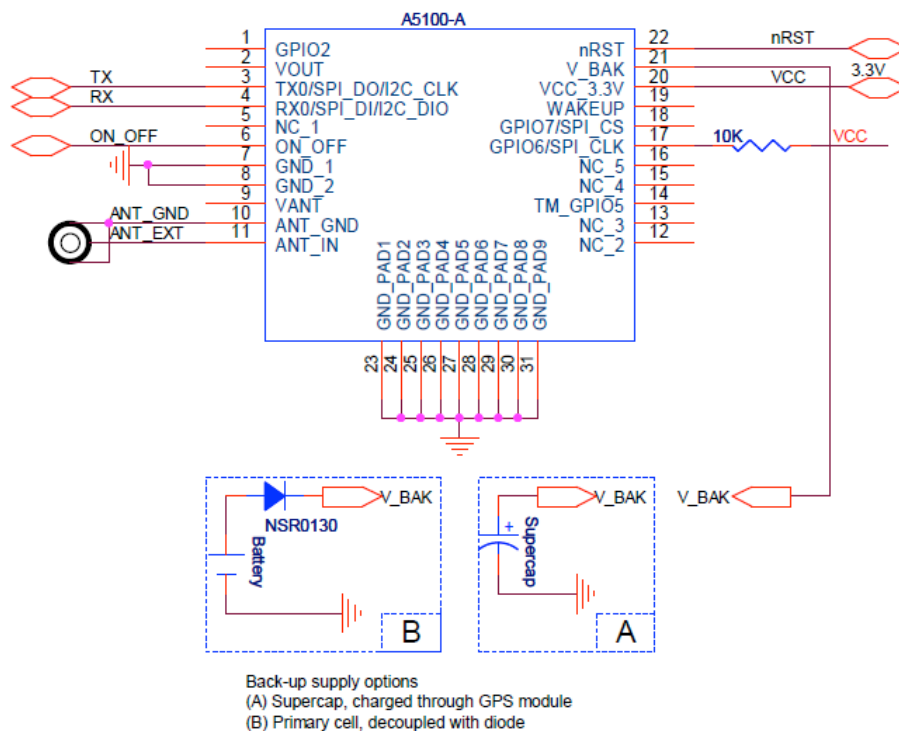 A5100-A
1 GPIO2
2 VOUT
TX 3 TX0/SPI_DO/I2C_CLK
RX 4 RX0/SPI_DI/I2C_DIO
5 NC_1
ON_OFF 6 ON_OFF
7 GND_1
8 GND_2
9 VANT
ANT_GND 10 ANT_GND
ANT_EXT 11 ANT_IN
nRST 22 nRST
V_BAK 21
VCC_3.3V 20 VCC 3.3V
WAKEUP 19
GPIO7/SPI_CS 18
GPIO6/SPI_CLK 17 10K VCC
NC_5 16
NC_4 15
TM_GPIO5 14
NC_3 13
NC_2 12
GND_PAD1
GND_PAD2
GND_PAD3
GND_PAD4
GND_PAD5
GND_PAD6
GND_PAD7
GND_PAD8
GND_PAD9
23 24 25 26 27 28 29 30 31
V_BAK
NSR0130
Battery
B
V_BAK
+
Supercap
A
V_BAK
Back-up supply options
(A) Supercap, charged through GPS module
(B) Primary cell, decoupled with diode